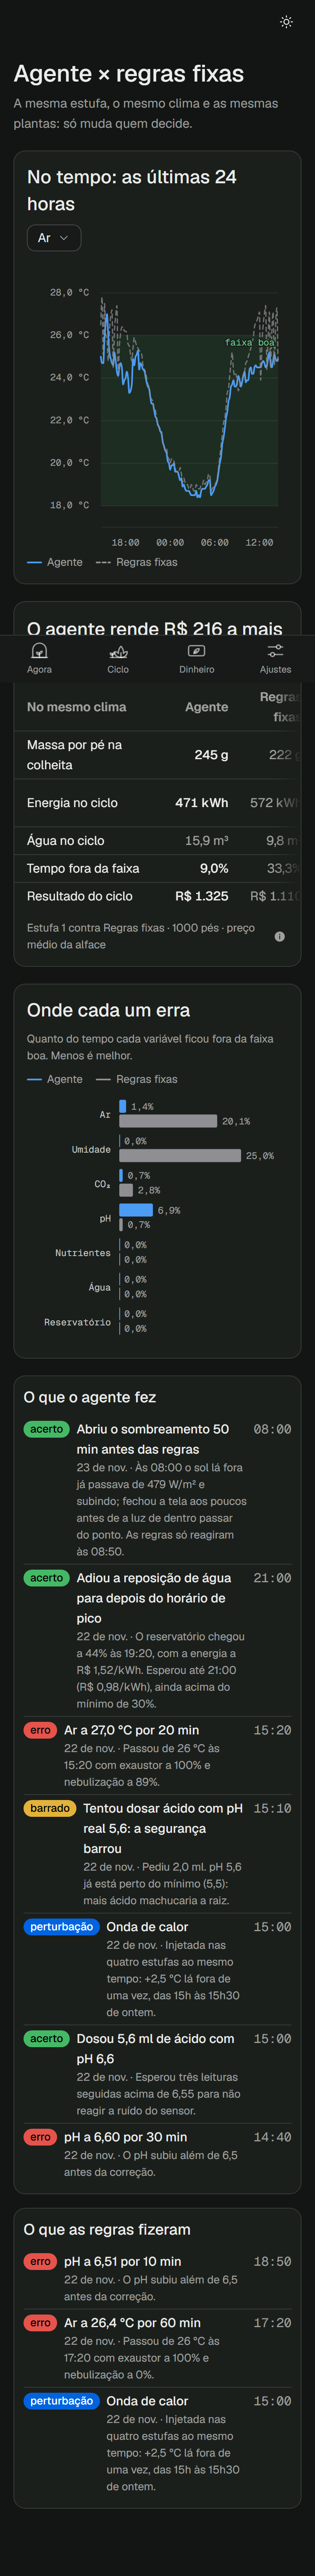 Agente × regras fixas
A mesma estufa, o mesmo clima e as mesmas
plantas: só muda quem decide.
No tempo: as últimas 24
horas
Ar
28,0 °C
26,0 °C
faixa boa
24,0 °C
22,0 °C
20,0 °C
18,0 °C
18:00 00:00 06:00 12:00
Agente Regras fixas
O agente rende R$ 216 a mais
Agora Ciclo Dinheiro Ajustes
No mesmo clima Agente Regras
fixas
Massa por pé na
colheita 245 g 222 g
Energia no ciclo 471 kWh 572 kWh
Água no ciclo 15,9 m³ 9,8 m
Tempo fora da faixa 9,0% 33,3%
Resultado do ciclo R$ 1.325 R$ 1.110
Estufa 1 contra Regras fixas · 1000 pés · preço
médio da alface
Onde cada um erra
Quanto do tempo cada variável ficou fora da faixa
boa. Menos é melhor.
Agente Regras fixas
Ar 1,4%
20,1%
Umidade 0,0%
25,0%
CO₂ 0,7%
2,8%
pH 6,9%
0,7%
Nutrientes 0,0%
0,0%
Água 0,0%
0,0%
Reservatório 0,0%
0,0%
O que o agente fez
acerto Abriu o sombreamento 50 08:00
min antes das regras
23 de nov. · Às 08:00 o sol lá fora
já passava de 479 W/m² e
subindo; fechou a tela aos poucos
antes de a luz de dentro passar
do ponto. As regras só reagiram
às 08:50.
acerto Adiou a reposição de água 21:00
para depois do horário de
pico
22 de nov. · O reservatório chegou
a 44% às 19:20, com a energia a
R$ 1,52/kWh. Esperou até 21:00
(R$ 0,98/kWh), ainda acima do
mínimo de 30%.
erro Ar a 27,0 °C por 20 min 15:20
22 de nov. · Passou de 26 °C às
15:20 com exaustor a 100% e
nebulização a 89%.
barrado Tentou dosar ácido com pH 15:10
real 5,6: a segurança
barrou
22 de nov. · Pediu 2,0 ml. pH 5,6
já está perto do mínimo (5,5):
mais ácido machucaria a raiz.
perturbação Onda de calor 15:00
22 de nov. · Injetada nas
quatro estufas ao mesmo
tempo: +2,5 °C lá fora de
uma vez, das 15h às 15h30
de ontem.
acerto Dosou 5,6 ml de ácido com 15:00
pH 6,6
22 de nov. · Esperou três leituras
seguidas acima de 6,55 para não
reagir a ruído do sensor.
erro pH a 6,60 por 30 min 14:40
22 de nov. · O pH subiu além de 6,5
antes da correção.
O que as regras fizeram
erro pH a 6,51 por 10 min 18:50
22 de nov. · O pH subiu além de 6,5
antes da correção.
erro Ar a 26,4 °C por 60 min 17:20
22 de nov. · Passou de 26 °C às
17:20 com exaustor a 100% e
nebulização a 0%.
perturbação Onda de calor 15:00
22 de nov. · Injetada nas
quatro estufas ao mesmo
tempo: +2,5 °C lá fora de
uma vez, das 15h às 15h30
de ontem.